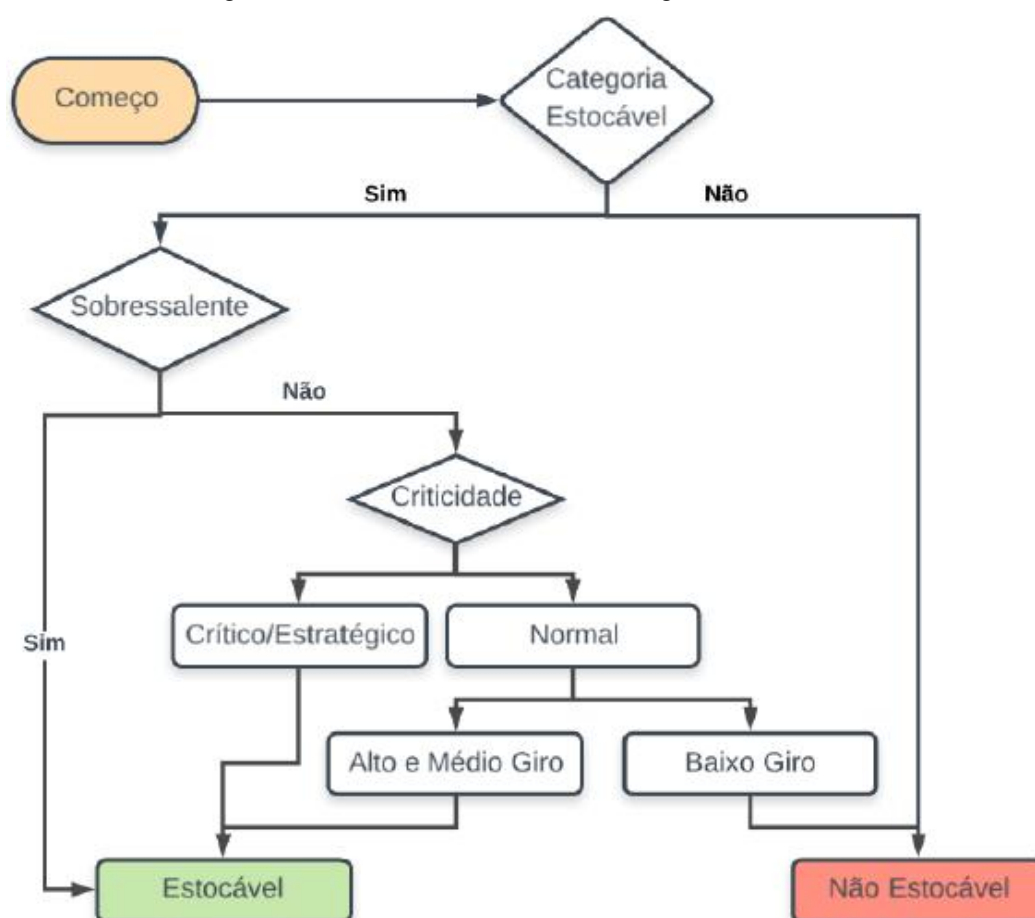 Começo
Categoria
Estocável
Sim
Não
Sobressalente
Não
Criticidade
Crítico/Estratégico
Normal
Sim
Alto e Médio Giro
Baixo Giro
Estocável
Não Estocável